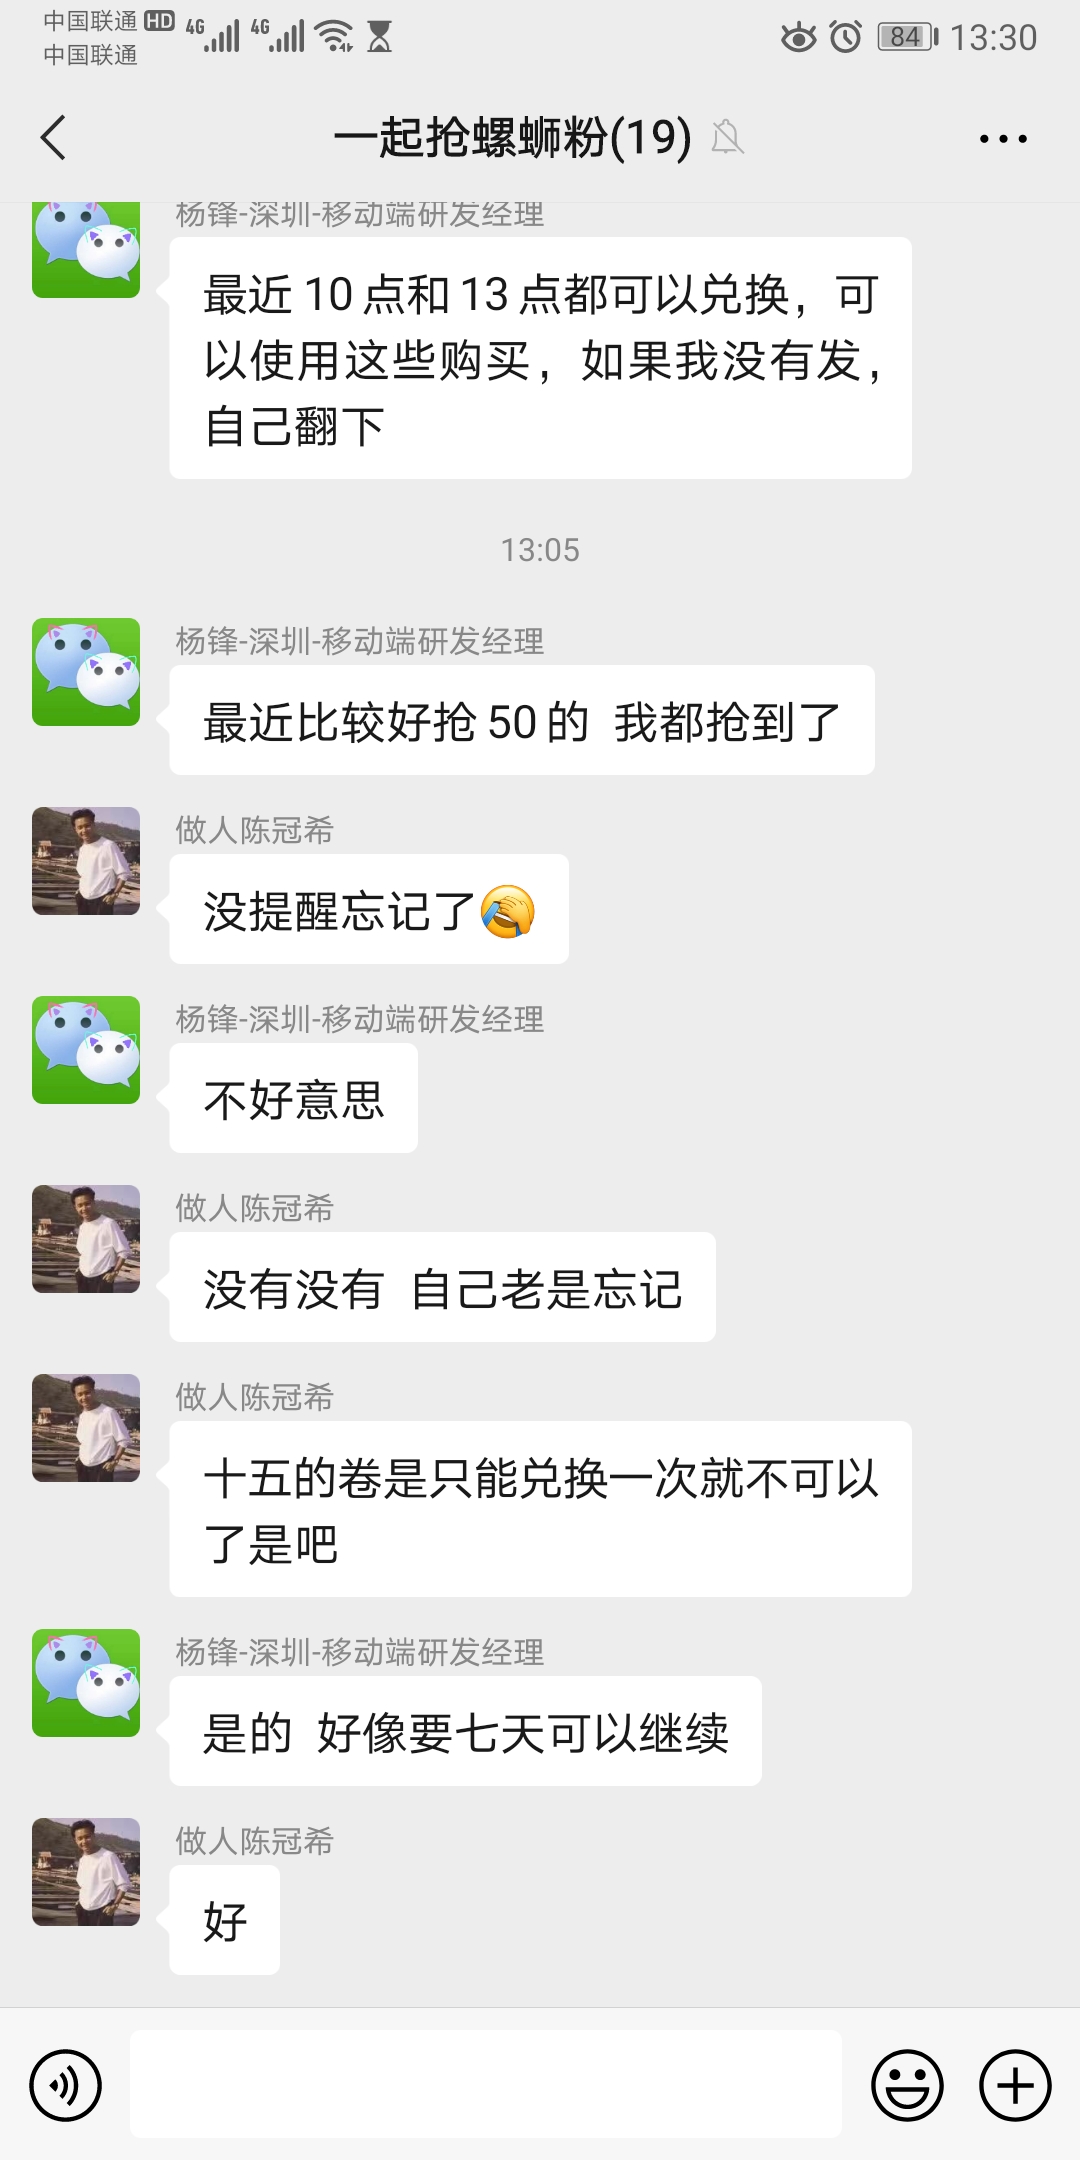 中国联通 HD 4G 4G 84 13:30
中国联通
一起抢螺蛳粉(19)
杨锋-深圳-移动端研发经理
最近10点和13点都可以兑换，可
以使用这些购买，如果我没有发，
自己翻下
13:05
杨锋-深圳-移动端研发经理
最近比较好抢50的 我都抢到了
做人陈冠希
没提醒忘记了🤦
杨锋-深圳-移动端研发经理
不好意思
做人陈冠希
没有没有 自己老是忘记
做人陈冠希
十五的卷是只能兑换一次就不可以
了是吧
杨锋-深圳-移动端研发经理
是的 好像要七天可以继续
做人陈冠希
好